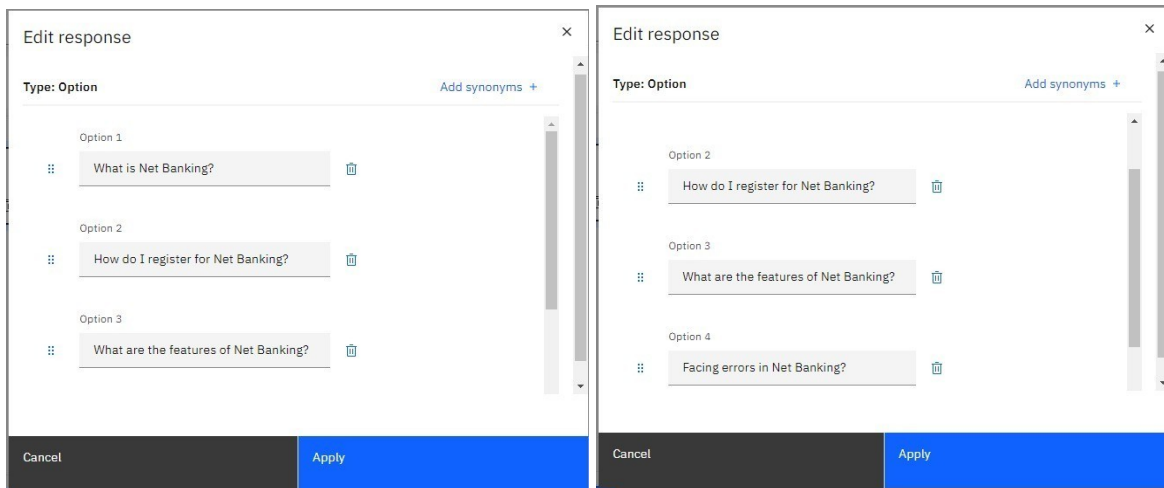 Edit response
Type: Option
Add synonyms +
Option 1
What is Net Banking?
Option 2
How do I register for Net Banking?
Option 3
What are the features of Net Banking?
Cancel
Apply
Edit response
Type: Option
Add synonyms +
Option 2
How do I register for Net Banking?
Option 3
What are the features of Net Banking?
Option 4
Facing errors in Net Banking?
Cancel
Apply